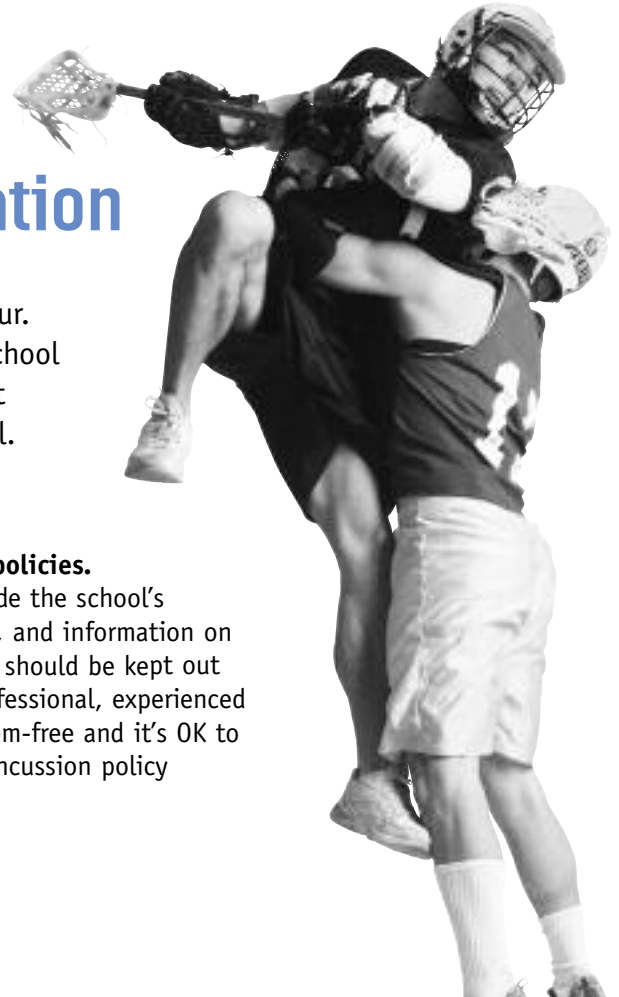 ation
ur.
chool
t
l.
policies.
de the school's
, and information on
should be kept out
fessional, experienced
om-free and it's OK to
ncussion policy